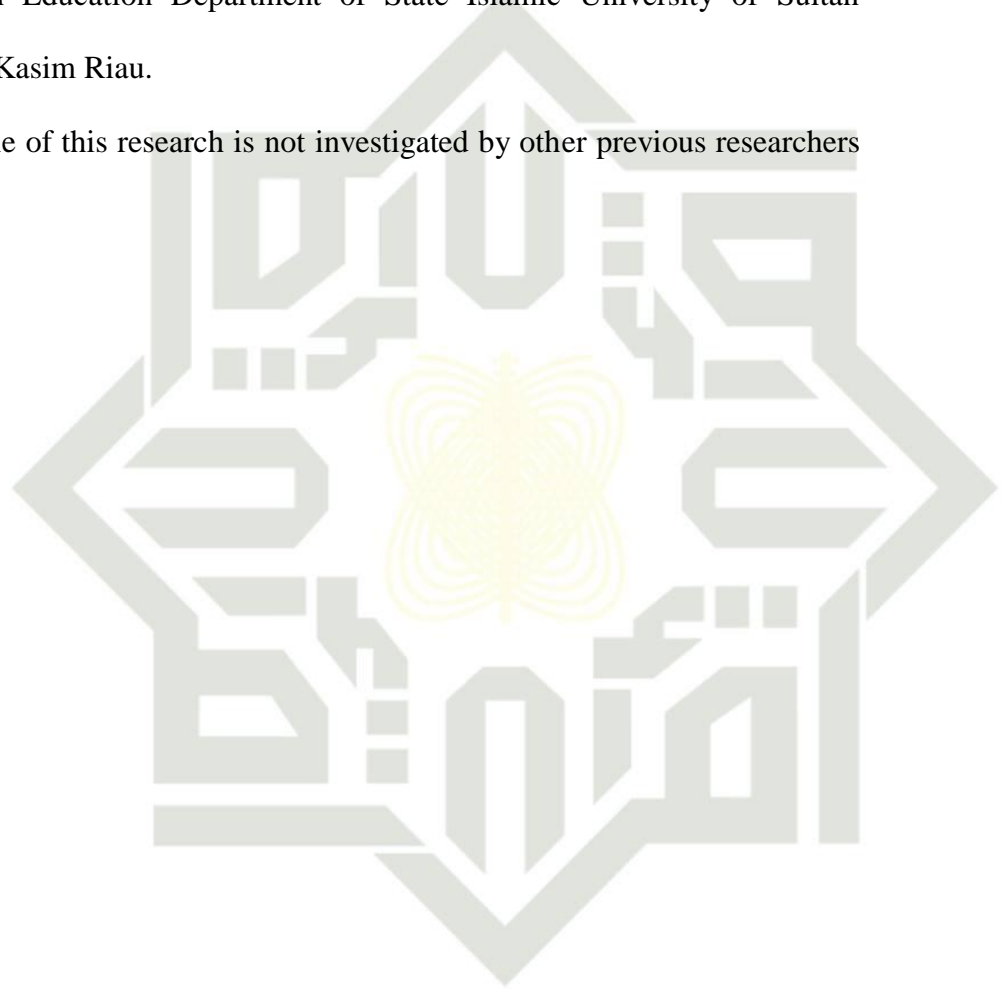 Education Department of State Islamic University of Sultan
Kasim Riau.
of this research is not investigated by other previous researchers